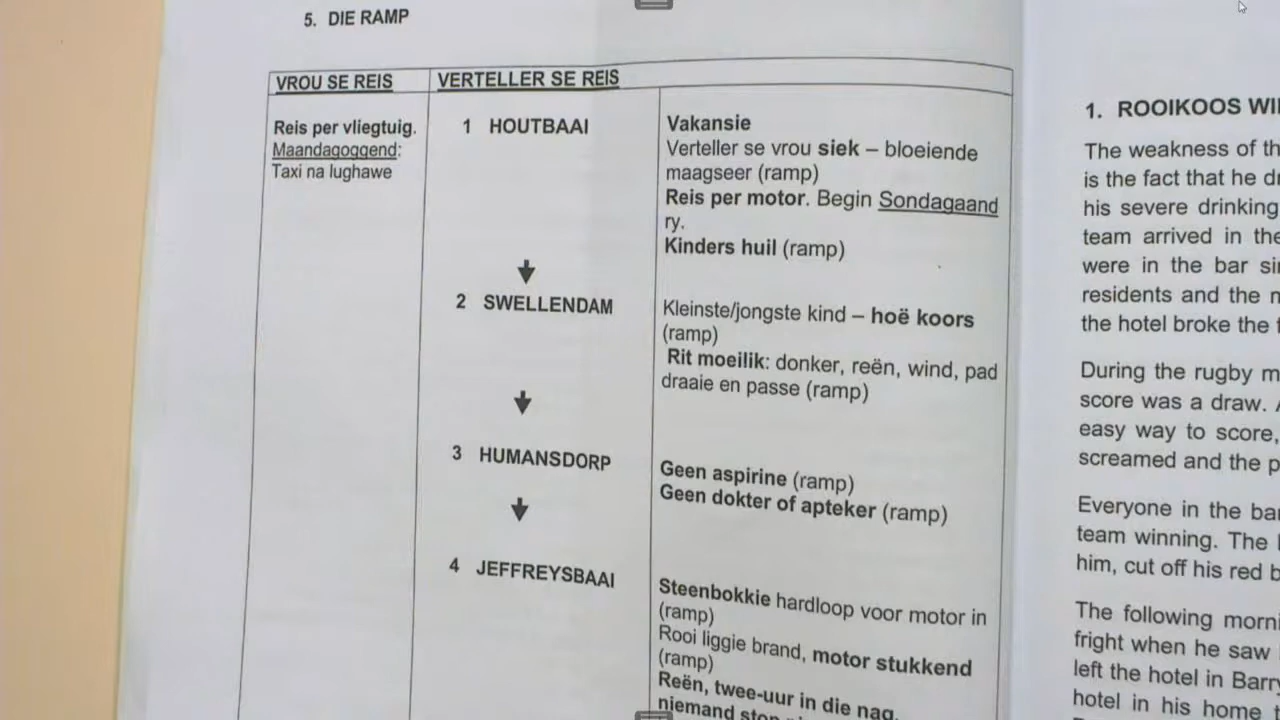 5. DIE RAMP
VROU SE REIS
VERTELLER SE REIS
Reis per vliegtuig.
Maandagoggend:
Taxi na lughawe
1 HOUTBAAI
Vakansie
Verteller se vrou siek – bloeiende
maagseer (ramp)
Reis per motor. Begin Sondagaand
ry.
Kinders huil (ramp)
2 SWELLENDAM
Kleinste/jongste kind – hoë koors
(ramp)
Rit moeilik: donker, reën, wind, pad
draaie en passe (ramp)
3 HUMANSDORP
Geen aspirine (ramp)
Geen dokter of apteker (ramp)
4 JEFFREYSBAAI
Steenbokkie hardloop voor motor in
(ramp)
Rooi liggie brand, motor stukkend
(ramp)
Reën, twee-uur in die nag,
niemand stop
1. ROOIKOOS
The weakness of
is the fact that he
his severe drinking
team arrived in the
were in the bar
residents and the
the hotel broke the
During the rugby
score was a draw.
easy way to score,
screamed and the
Everyone in the
team winning. The
him, cut off his red
The following
fright when he saw
left the hotel in
hotel in his home